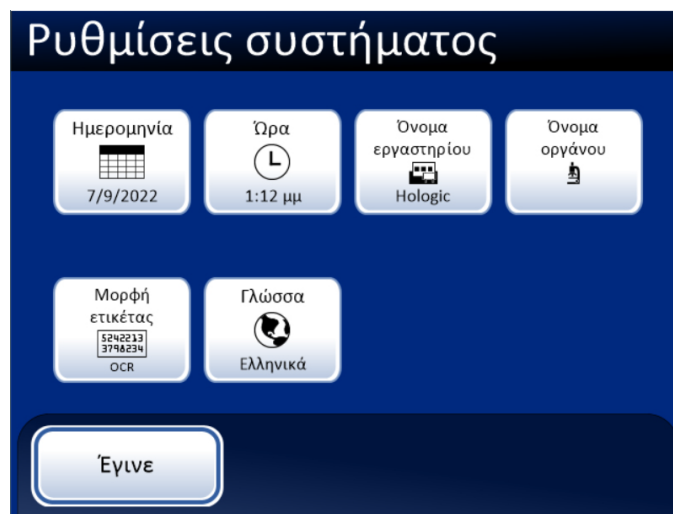 Ρυθμίσεις συστήματος
Ημερομηνία
7/9/2022
Ώρα
1:12 μμ
Όνομα
εργαστηρίου
Hologic
Όνομα
οργάνου
Μορφή
ετικέτας
5242213
3798234
OCR
Γλώσσα
Ελληνικά
Έγινε